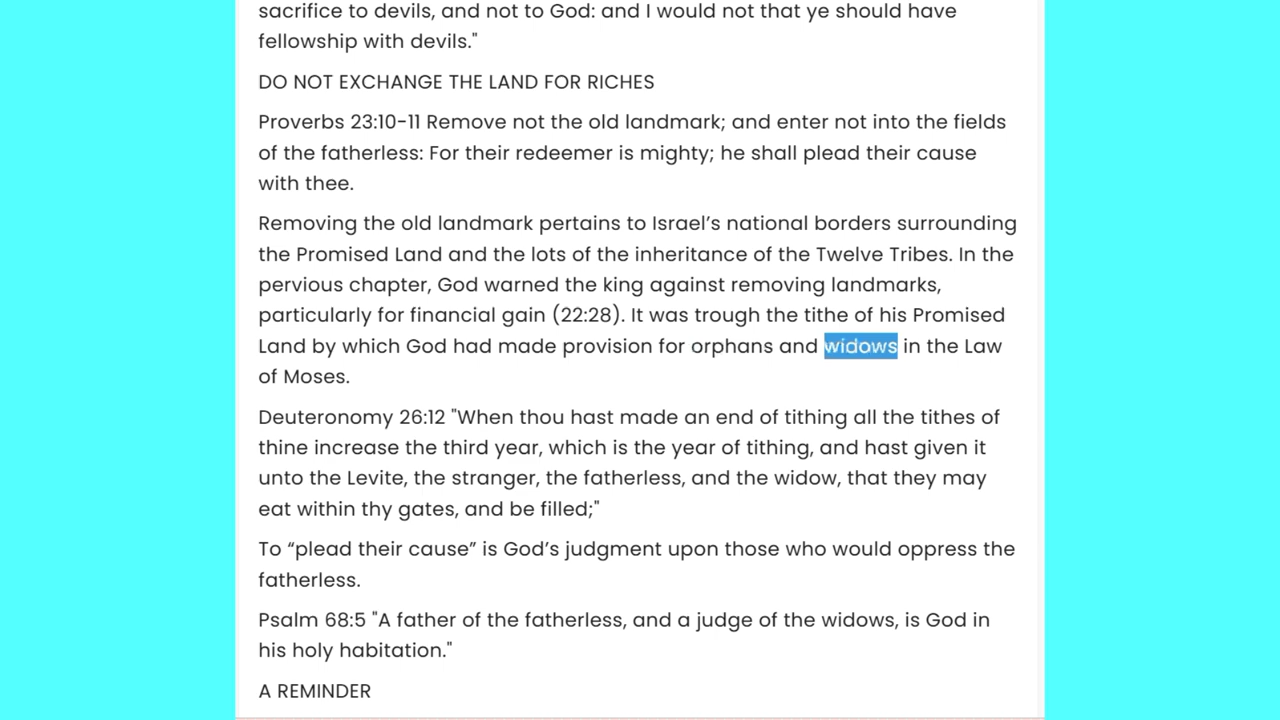 sacrifice to devils, and not to God: and I would not that ye should have
fellowship with devils."
DO NOT EXCHANGE THE LAND FOR RICHES
Proverbs 23:10-11 Remove not the old landmark; and enter not into the fields
of the fatherless: For their redeemer is mighty; he shall plead their cause
with thee.
Removing the old landmark pertains to Israel’s national borders surrounding
the Promised Land and the lots of the inheritance of the Twelve Tribes. In the
pervious chapter, God warned the king against removing landmarks,
particularly for financial gain (22:28). It was trough the tithe of his Promised
Land by which God had made provision for orphans and widows in the Law
of Moses.
Deuteronomy 26:12 "When thou hast made an end of tithing all the tithes of
thine increase the third year, which is the year of tithing, and hast given it
unto the Levite, the stranger, the fatherless, and the widow, that they may
eat within thy gates, and be filled;"
To “plead their cause” is God’s judgment upon those who would oppress the
fatherless.
Psalm 68:5 "A father of the fatherless, and a judge of the widows, is God in
his holy habitation."
A REMINDER